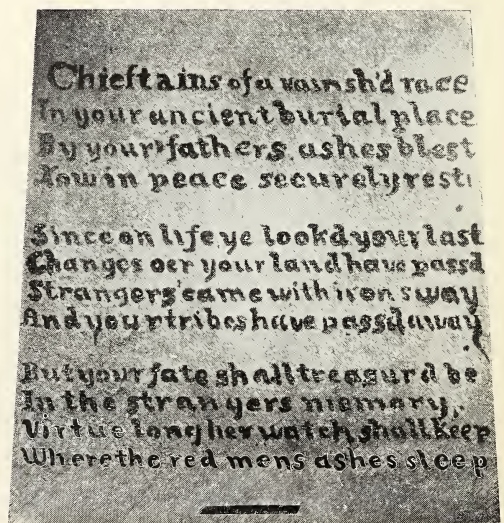 Chieftains of a vainsh'd race
In your ancient burial place
By your fathers ashes blest
Now in peace securely rest

Since on life ye look'd your last
Changes oer your land have pass'd
Strangers came with iron sway
And your tribes have pass'd away

But your fate shall treasur'd be
In the strangers memory,
Virtue long her watch shall keep
Where the red mens ashes sleep